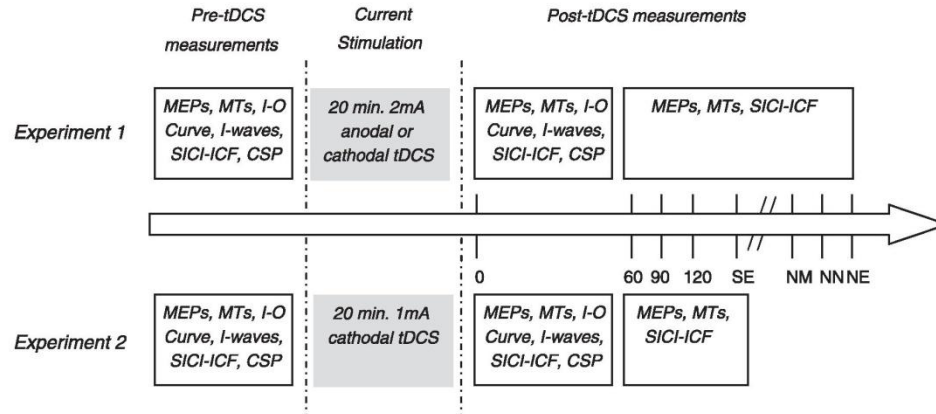 Pre-tDCS
measurements
Current
Stimulation
Post-tDCS measurements
Experiment 1
MEPs, MTs, I-O
Curve, I-waves,
SICI-ICF, CSP
20 min. 2mA
anodal or
cathodal tDCS
MEPs, MTs, I-O
Curve, I-waves,
SICI-ICF, CSP
MEPs, MTs, SICI-ICF
0 60 90 120 SE NM NN NE
Experiment 2
MEPs, MTs, I-O
Curve, I-waves,
SICI-ICF, CSP
20 min. 1mA
cathodal tDCS
MEPs, MTs, I-O
Curve, I-waves,
SICI-ICF, CSP
MEPs, MTs,
SICI-ICF